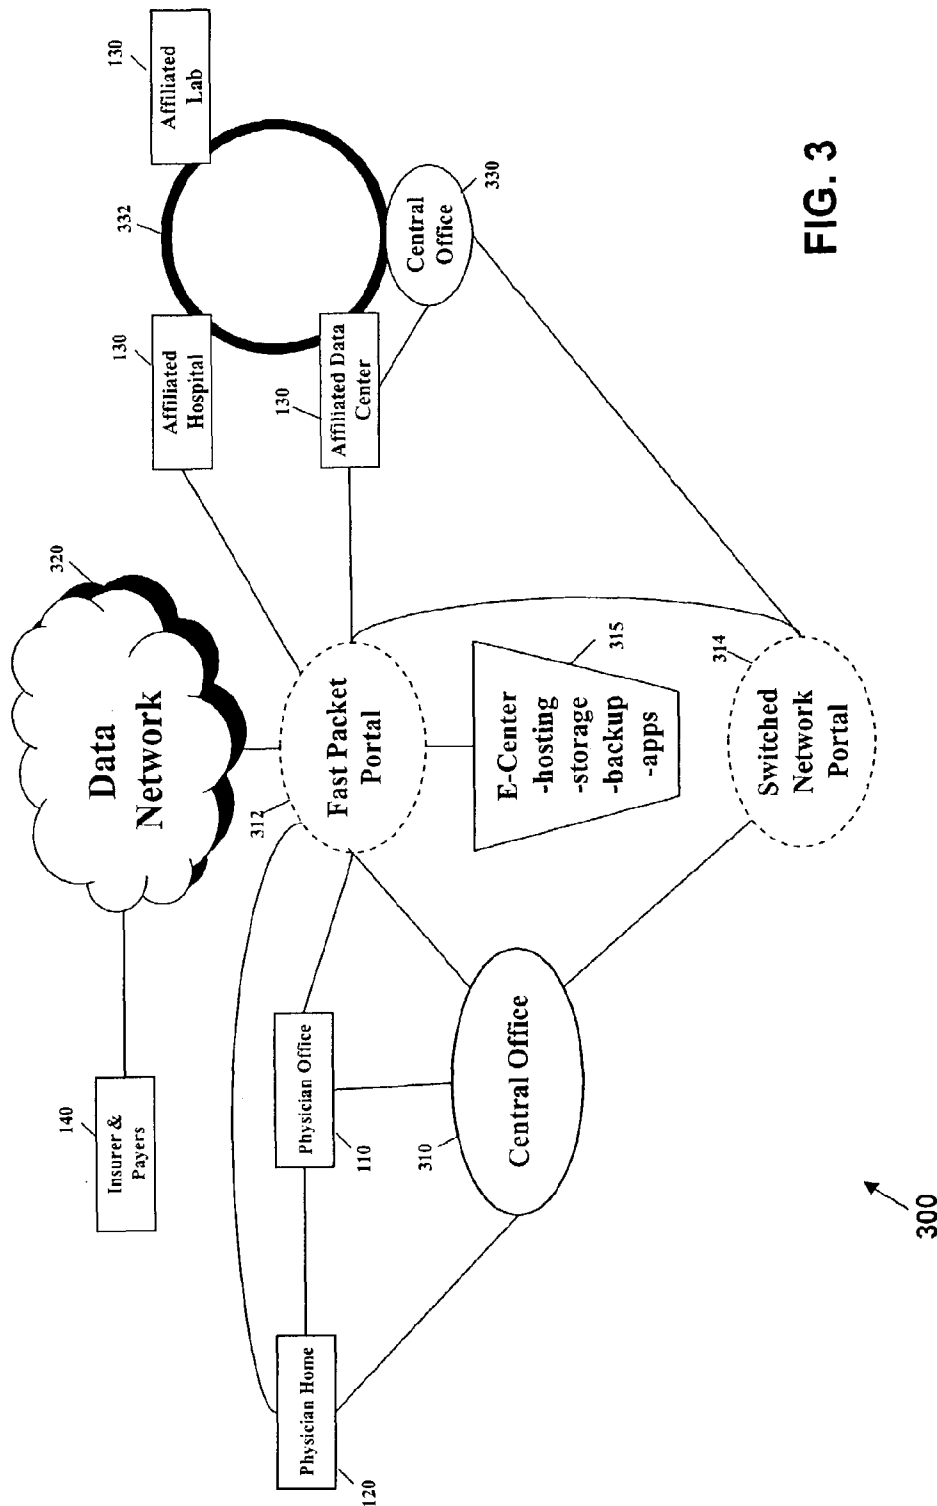 Insurer &
Payers
140
Data
Network
320
Affiliated
Hospital
130
332
Affiliated
Lab
130
Physician Home
120
Physician Office
110
312
Fast Packet
Portal
Affiliated Data
Center
130
Central
Office
330
Central Office
310
E-Center
-hosting
-storage
-backup
-apps
315
Switched
Network
Portal
314
300
FIG. 3